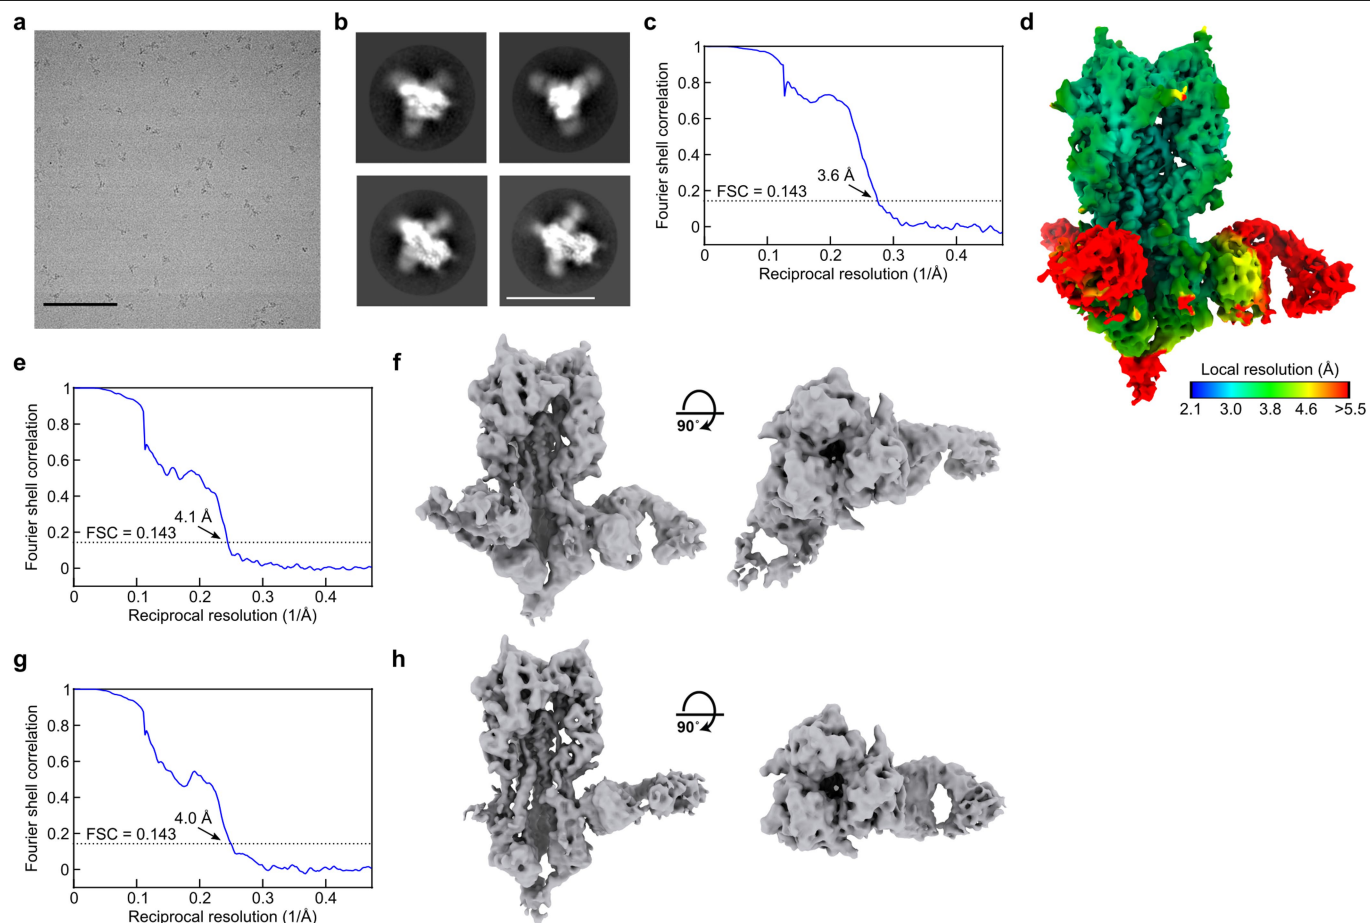 a
b
c
d
1
0.8
0.6
0.4
0.2
0
Fourier shell correlation
3.6 Å
FSC = 0.143
0
0.1
0.2
0.3
0.4
Reciprocal resolution (1/Å)
Local resolution (Å)
2.1
3.0
3.8
4.6
>5.5
e
f
1
0.8
0.6
0.4
0.2
0
Fourier shell correlation
4.1 Å
FSC = 0.143
0
0.1
0.2
0.3
0.4
Reciprocal resolution (1/Å)
90°
g
h
1
0.8
0.6
0.4
0.2
0
Fourier shell correlation
4.0 Å
FSC = 0.143
0
0.1
0.2
0.3
0.4
Reciprocal resolution (1/Å)
90°